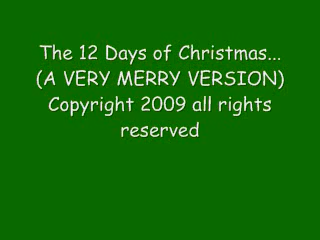 The 12 Days of Christmas...
(A VERY MERRY VERSION)
Copyright 2009 all rights
reserved